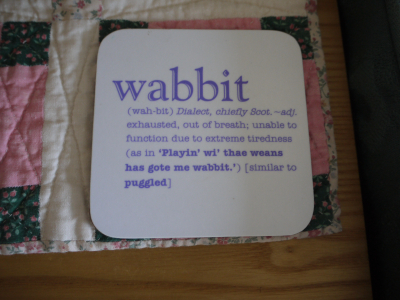 wabbit
(wah-bit) Dialect, chiefly Scot.~adj.
exhausted, out of breath; unable to
function due to extreme tiredness
(as in 'Playin' wi' thae weans
has gote me wabbit.') [similar to
puggled]